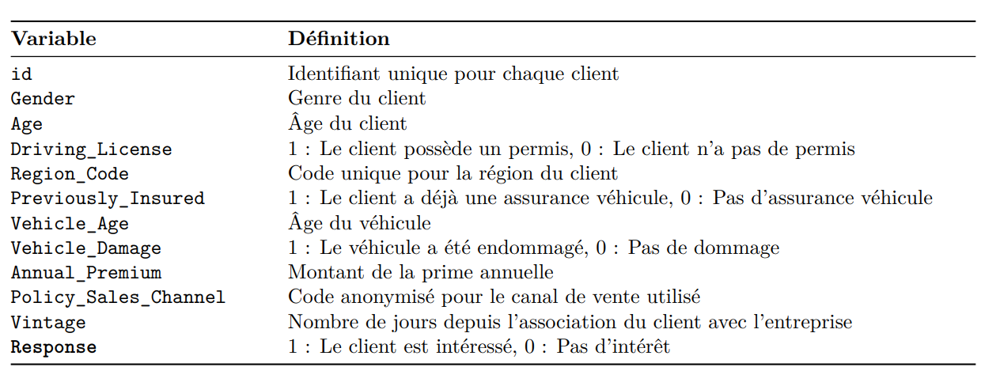 Variable Définition
id Identifiant unique pour chaque client
Gender Genre du client
Age Âge du client
Driving_License 1 : Le client possède un permis, 0 : Le client n'a pas de permis
Region_Code Code unique pour la région du client
Previously_Insured 1 : Le client a déjà une assurance véhicule, 0 : Pas d'assurance véhicule
Vehicle_Age Âge du véhicule
Vehicle_Damage 1 : Le véhicule a été endommagé, 0 : Pas de dommage
Annual_Premium Montant de la prime annuelle
Policy_Sales_Channel Code anonymisé pour le canal de vente utilisé
Vintage Nombre de jours depuis l'association du client avec l'entreprise
Response 1 : Le client est intéressé, 0 : Pas d'intérêt